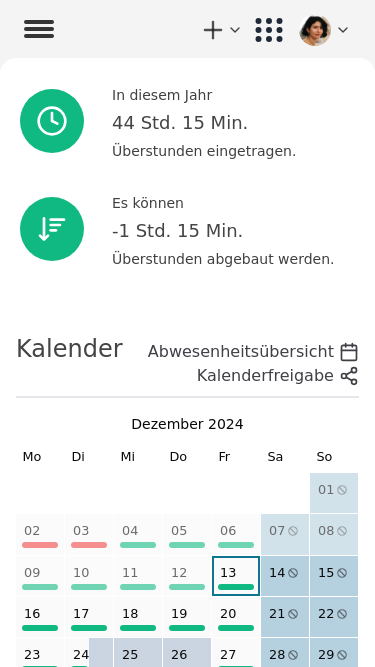 In diesem Jahr
44 Std. 15 Min.
Überstunden eingetragen.
Es können
-1 Std. 15 Min.
Überstunden abgebaut werden.
Kalender
Abwesenheitsübersicht
Kalenderfreigabe
Dezember 2024
Mo Di Mi Do Fr Sa So
01
02 03 04 05 06 07 08
09 10 11 12 13 14 15
16 17 18 19 20 21 22
23 24 25 26 27 28 29